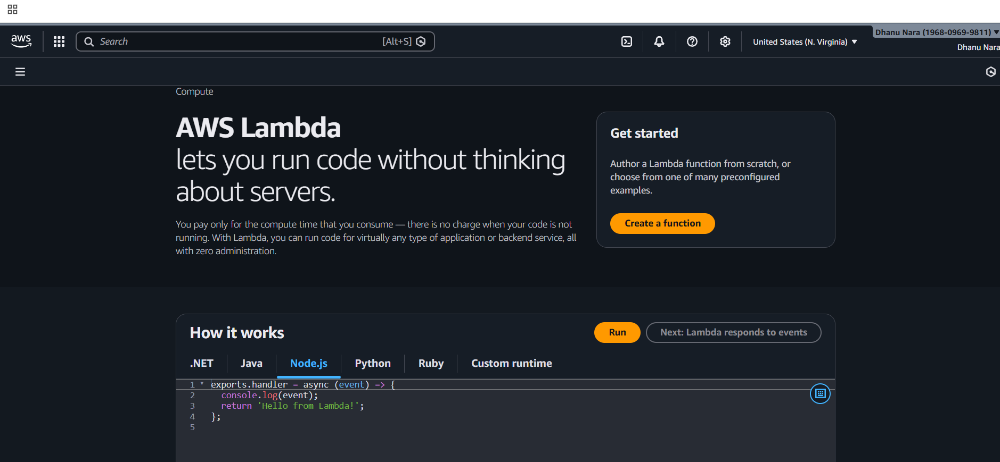 aws
Search [Alt+S]
United States (N. Virginia)
Dhanu Nara (1968-0969-9811)
Dhanu Nara
Compute
AWS Lambda
lets you run code without thinking
about servers.
You pay only for the compute time that you consume — there is no charge when your code is not
running. With Lambda, you can run code for virtually any type of application or backend service, all
with zero administration.
Get started
Author a Lambda function from scratch, or
choose from one of many preconfigured
examples.
Create a function
How it works
Run
Next: Lambda responds to events
.NET Java Node.js Python Ruby Custom runtime
1 exports.handler = async (event) => {
2 console.log(event);
3 return 'Hello from Lambda!';
4 };
5